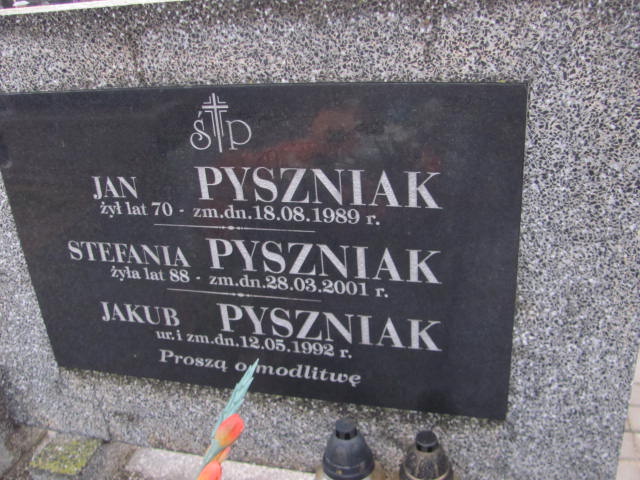 Ś P
JAN PYSZNIAK
żył lat 70 - zm.dn.18.08.1989 r.
STEFANIA PYSZNIAK
żyła lat 88 - zm.dn.28.03.2001 r.
JAKUB PYSZNIAK
ur.i zm.dn.12.05.1992 r.
Proszą o modlitwę